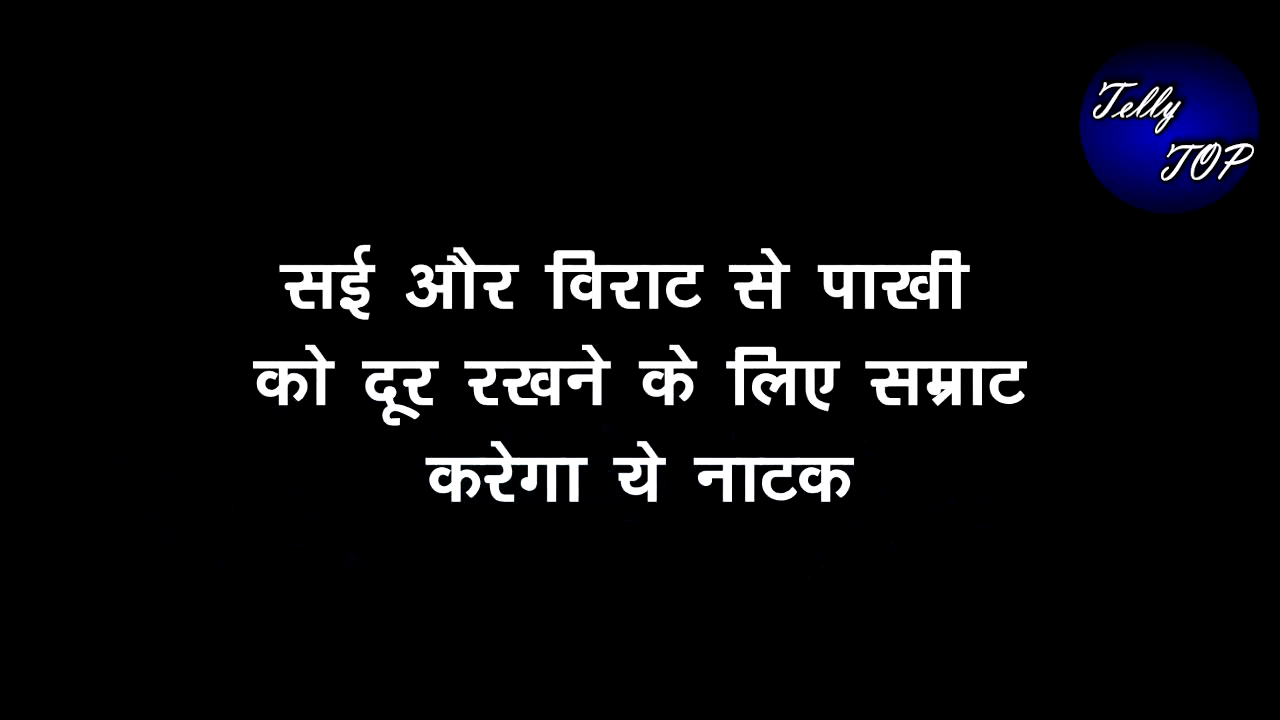 Telly
TOP
सई और विराट से पाखी
को दूर रखने के लिए सम्राट
करेगा ये नाटक